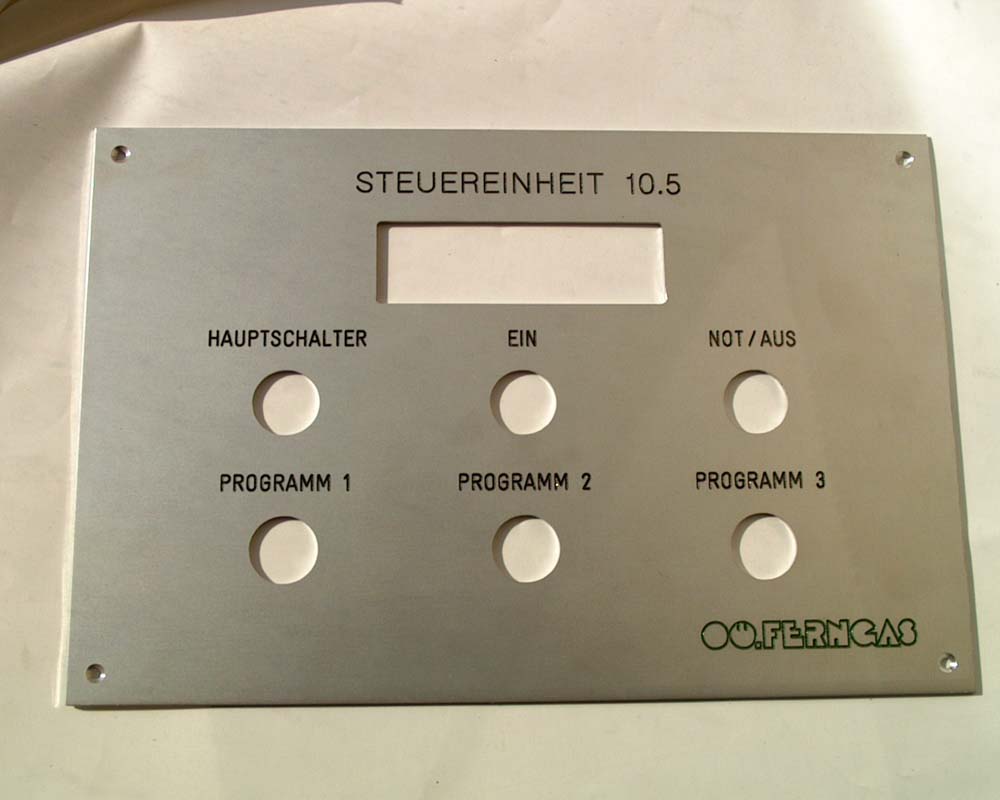 STEUEREINHEIT 10.5
HAUPTSCHALTER EIN NOT/AUS
PROGRAMM 1 PROGRAMM 2 PROGRAMM 3
OÖ.FERNGAS